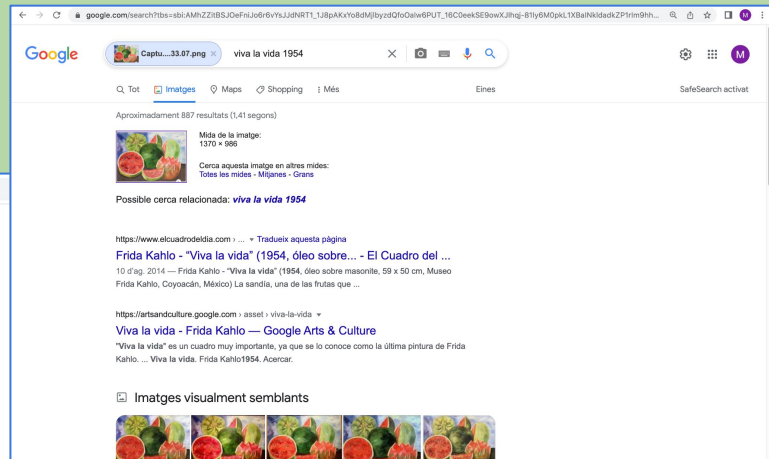 google.com/search?tbs=sbi:AMhZZitBSJOeFniJo6r6vYsJJdNRT1_1J8pAKxYo8dMjlbyzdQfoOalw6PUT_16C0eekSE9owXJlhqj-81ly6M0pkL1XBalNkldadkZP1rlm9hh...
M
Google
Captu....33.07.png
viva la vida 1954
M
Tot Imatges Maps Shopping Més Eines SafeSearch activat
Aproximadament 887 resultats (1,41 segons)
Mida de la imatge:
1370 × 986
Cerca aquesta imatge en altres mides:
Totes les mides - Mitjanes - Grans
Possible cerca relacionada: viva la vida 1954
https://www.elcuadrodeldia.com › ... Tradueix aquesta pàgina
Frida Kahlo - "Viva la vida" (1954, óleo sobre... - El Cuadro del ...
10 d'ag. 2014 — Frida Kahlo - "Viva la vida" (1954, óleo sobre masonite, 59 x 50 cm, Museo
Frida Kahlo, Coyoacán, México) La sandía, una de las frutas que ...
https://artsandculture.google.com › asset › viva-la-vida
Viva la vida - Frida Kahlo — Google Arts & Culture
"Viva la vida" es un cuadro muy importante, ya que se lo conoce como la última pintura de Frida
Kahlo. ... Viva la vida. Frida Kahlo1954. Acercar.
Imatges visualment semblants